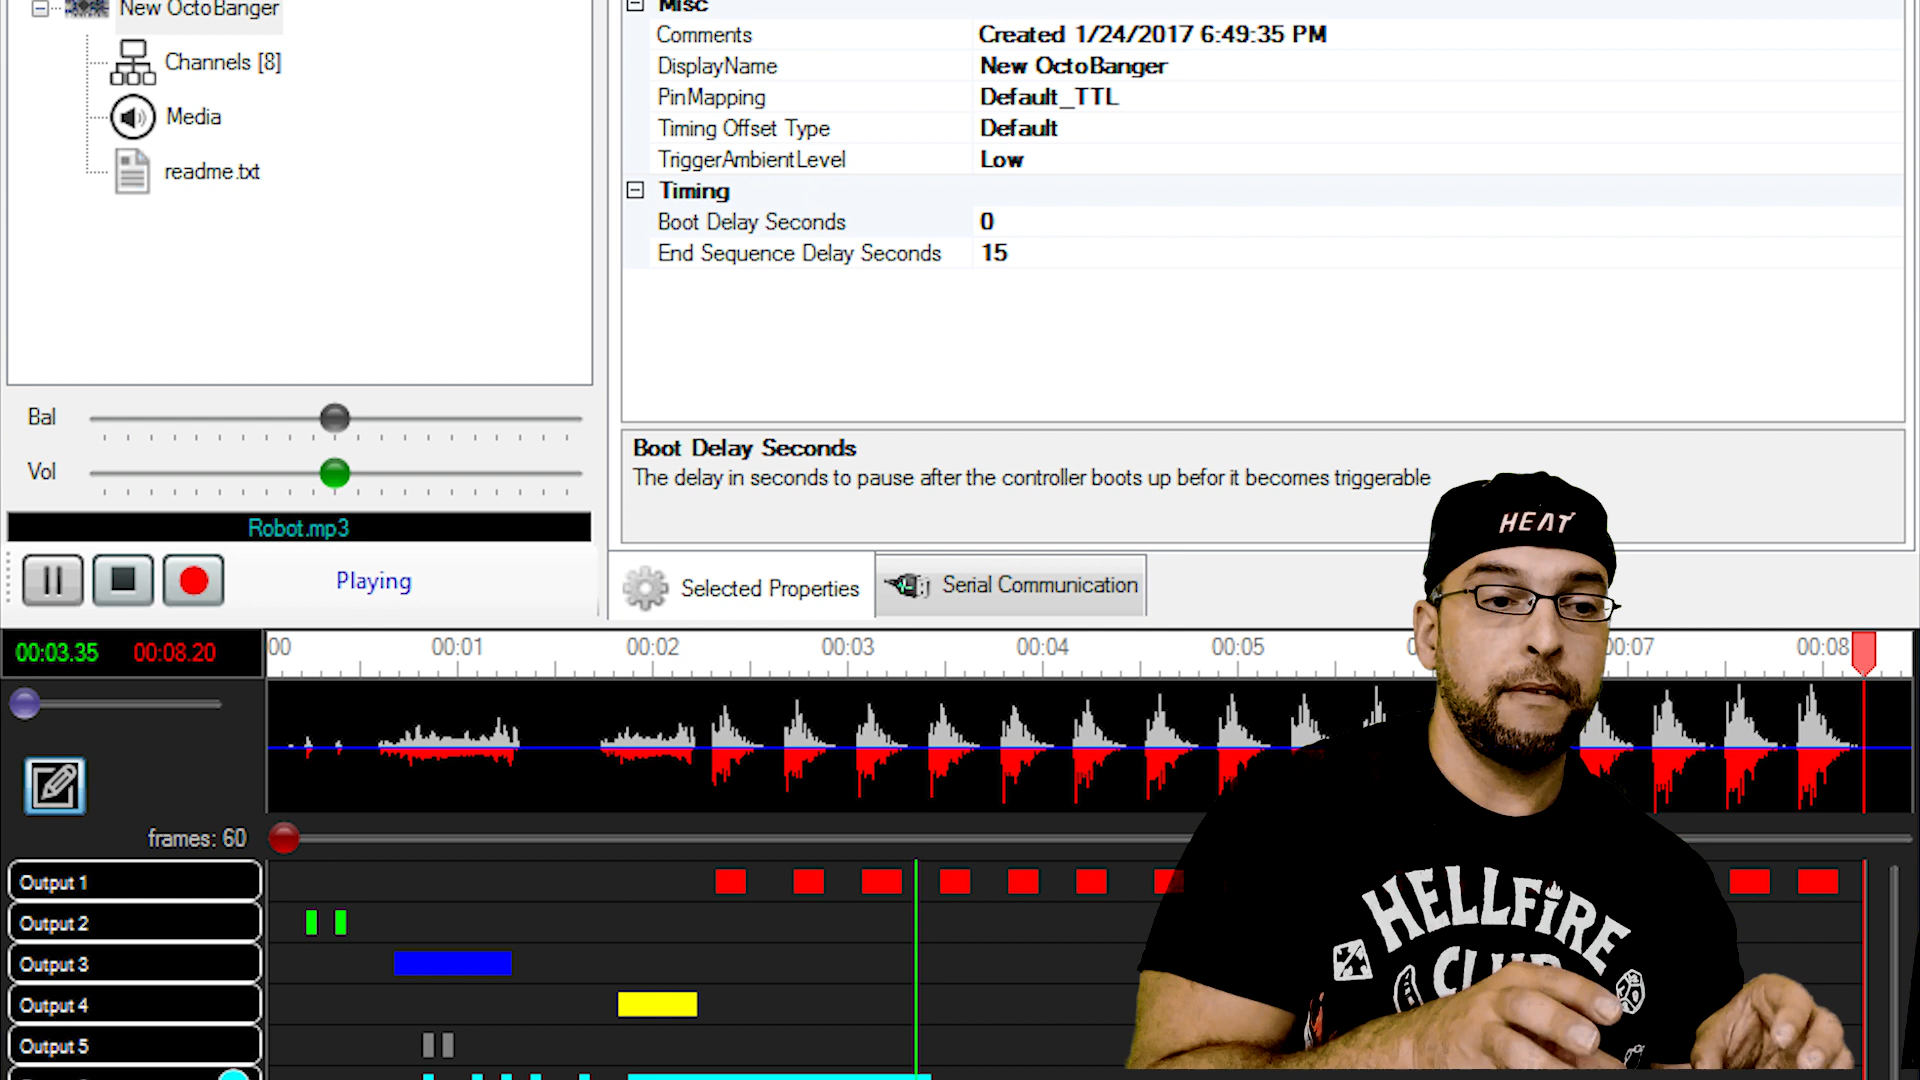 New OctoBanger
Channels [8]
Media
readme.txt
Misc
Comments Created 1/24/2017 6:49:35 PM
DisplayName New OctoBanger
PinMapping Default_TTL
Timing Offset Type Default
TriggerAmbientLevel Low
Timing
Boot Delay Seconds 0
End Sequence Delay Seconds 15
Bal
Vol
Robot.mp3
Playing
Boot Delay Seconds
The delay in seconds to pause after the controller boots up befor it becomes triggerable
Selected Properties Serial Communication
00:03.35 00:08.20
00 00:01 00:02 00:03 00:04 00:05 00:07 00:08
frames: 60
Output 1
Output 2
Output 3
Output 4
Output 5
HEAT
HELLFIRE
CLUB